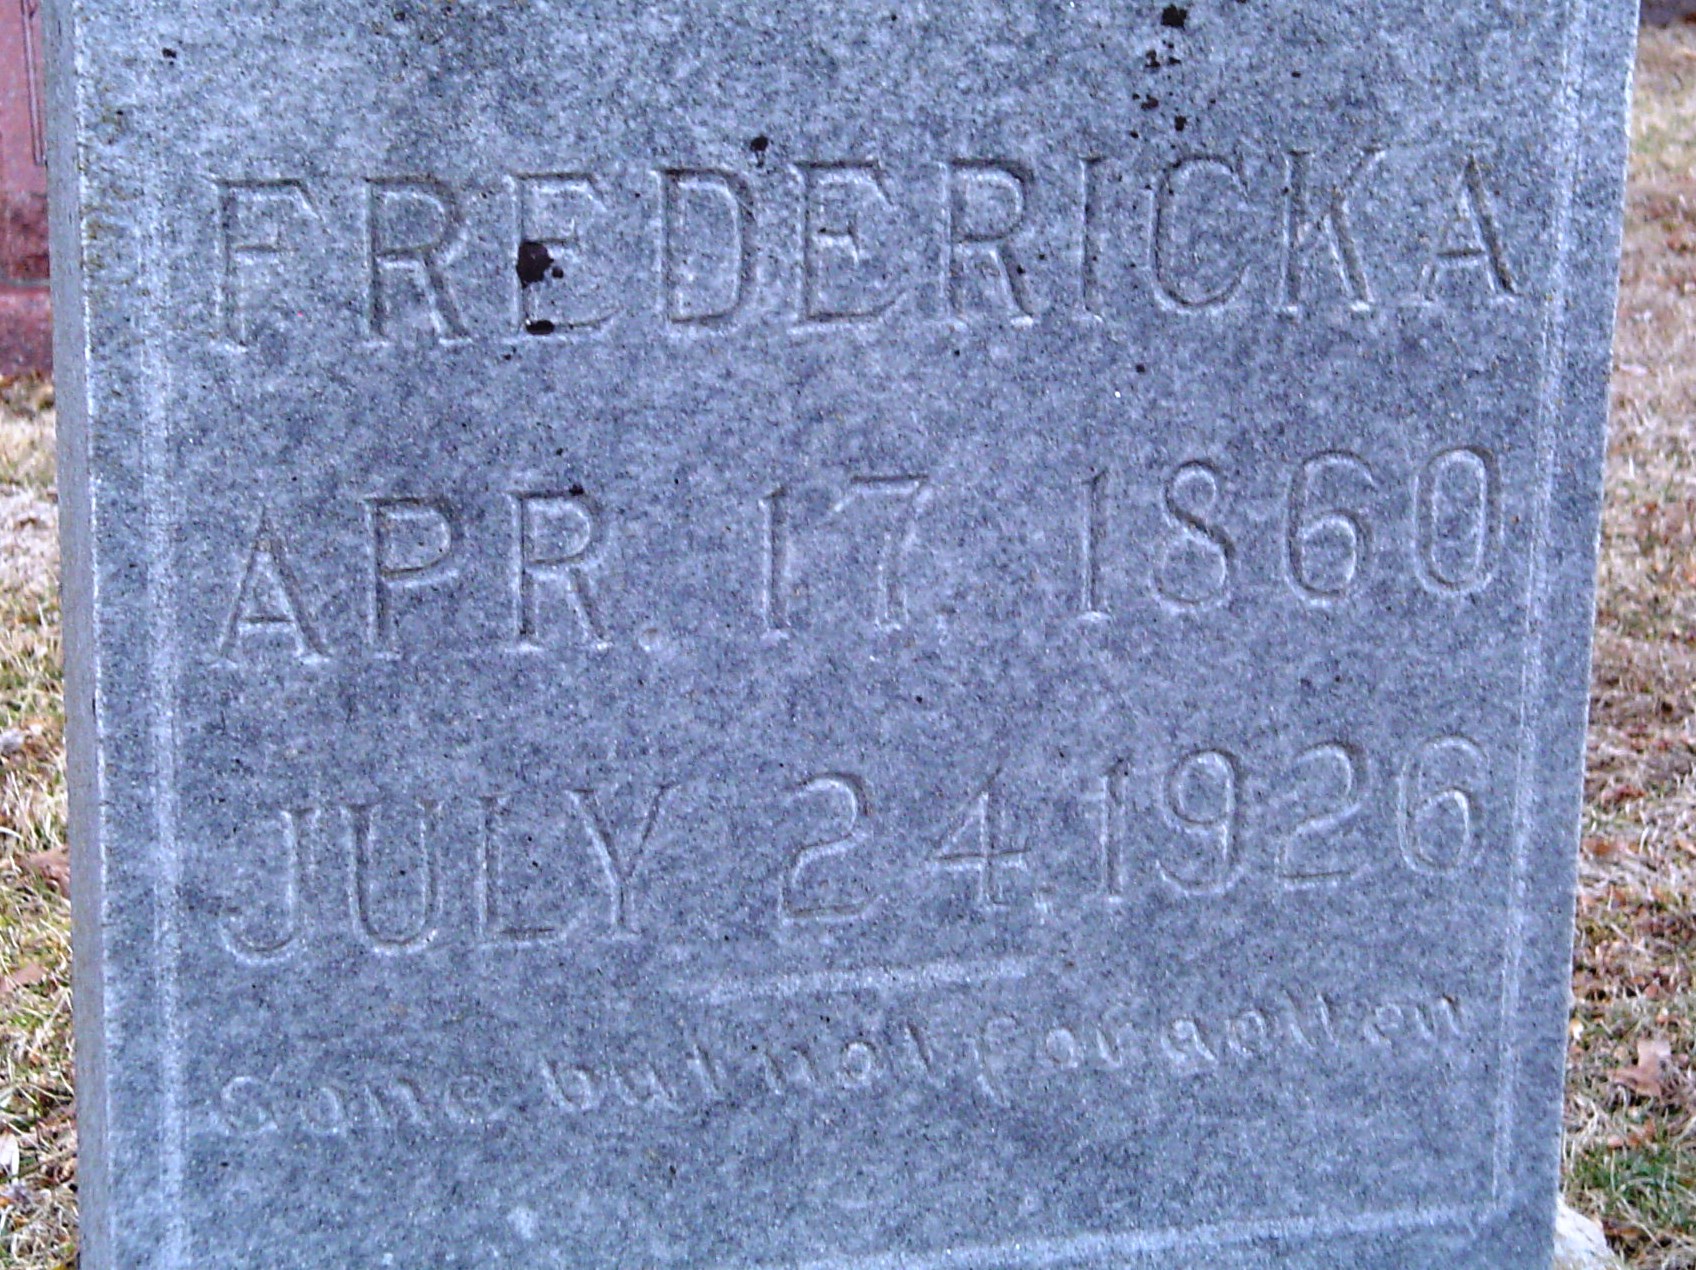 FREDERICKA
APR. 17, 1860
JULY 24, 1926
Gone but not forgotten